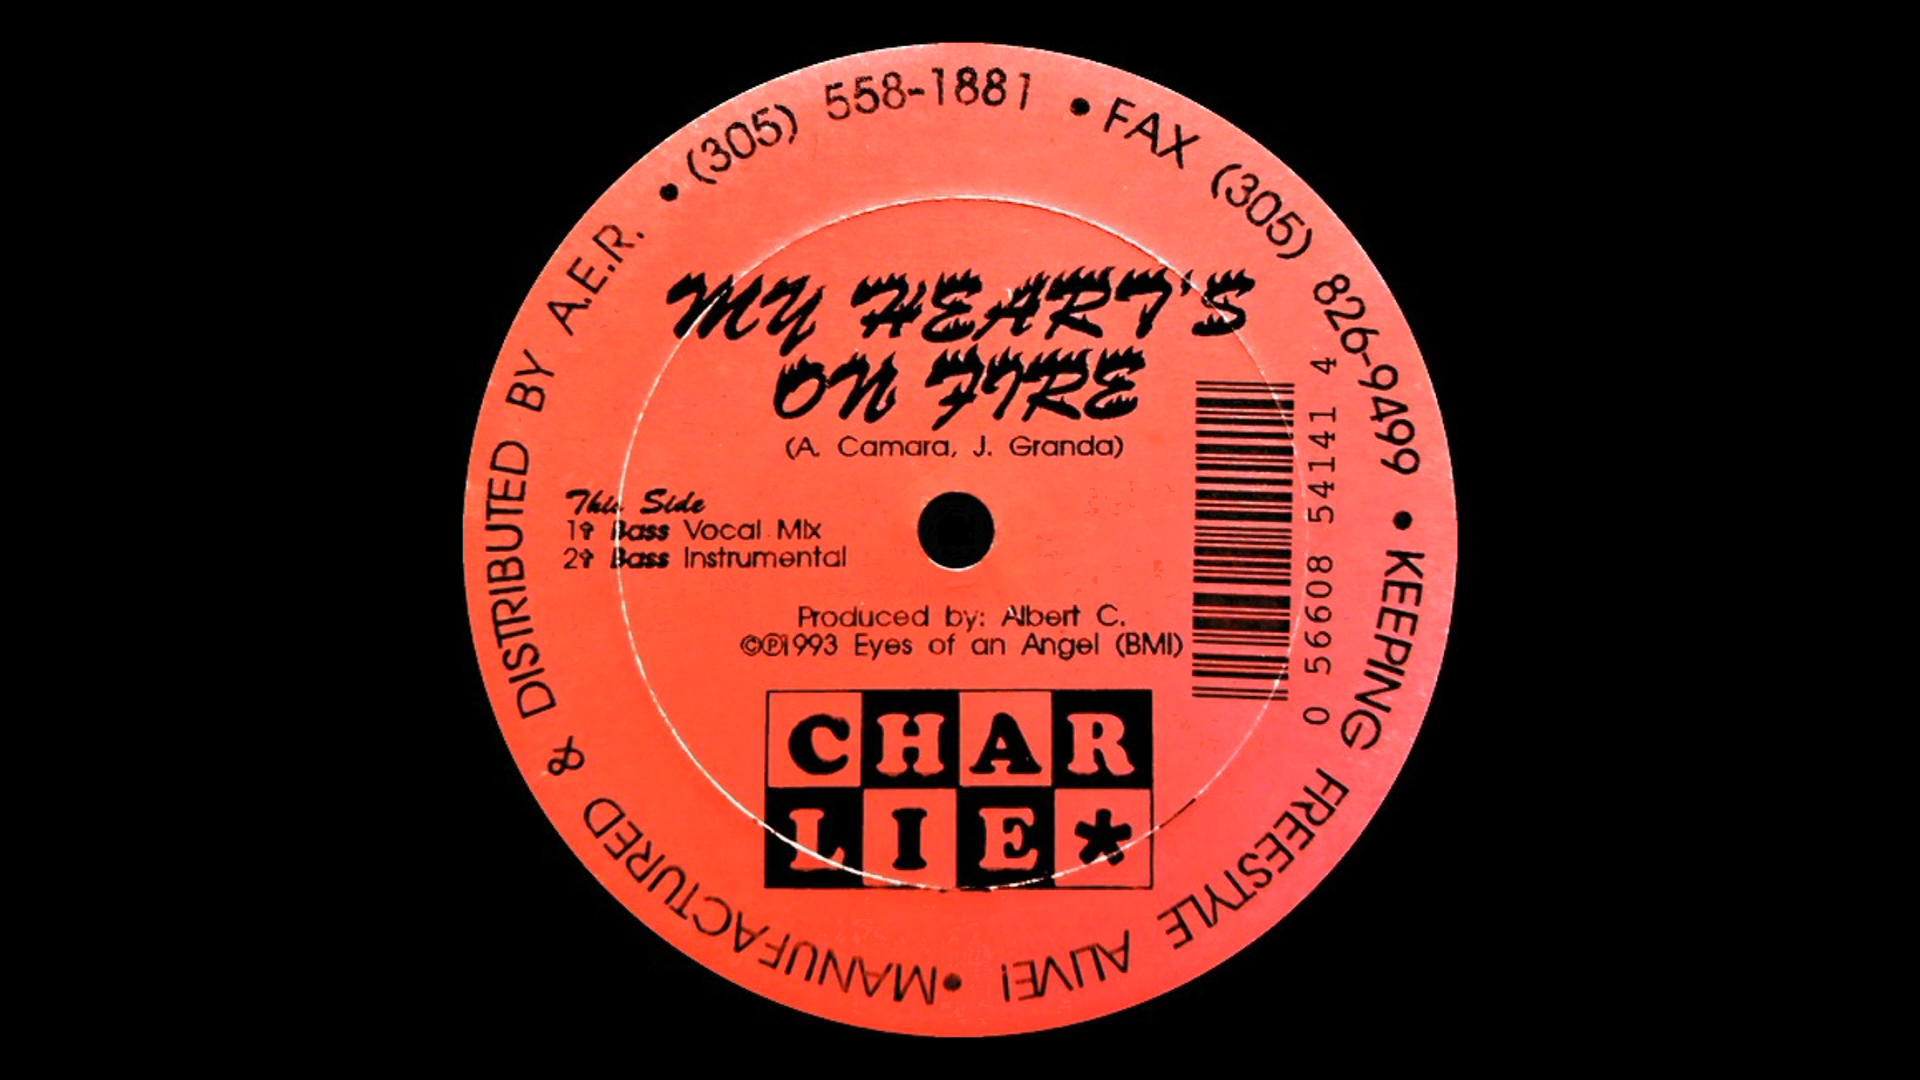 • MANUFACTURED & DISTRIBUTED BY A.E.R. • (305) 558-1881 • FAX (305) 826-9499 • KEEPING FREESTYLE ALIVE!
MY HEART'S
ON FIRE
(A. Camara, J. Granda)
This Side
1✞ Bass Vocal Mix
2✞ Bass Instrumental
0 56608 54141 4
Produced by: Albert C.
©℗1993 Eyes of an Angel (BMI)
CHAR
LIE*